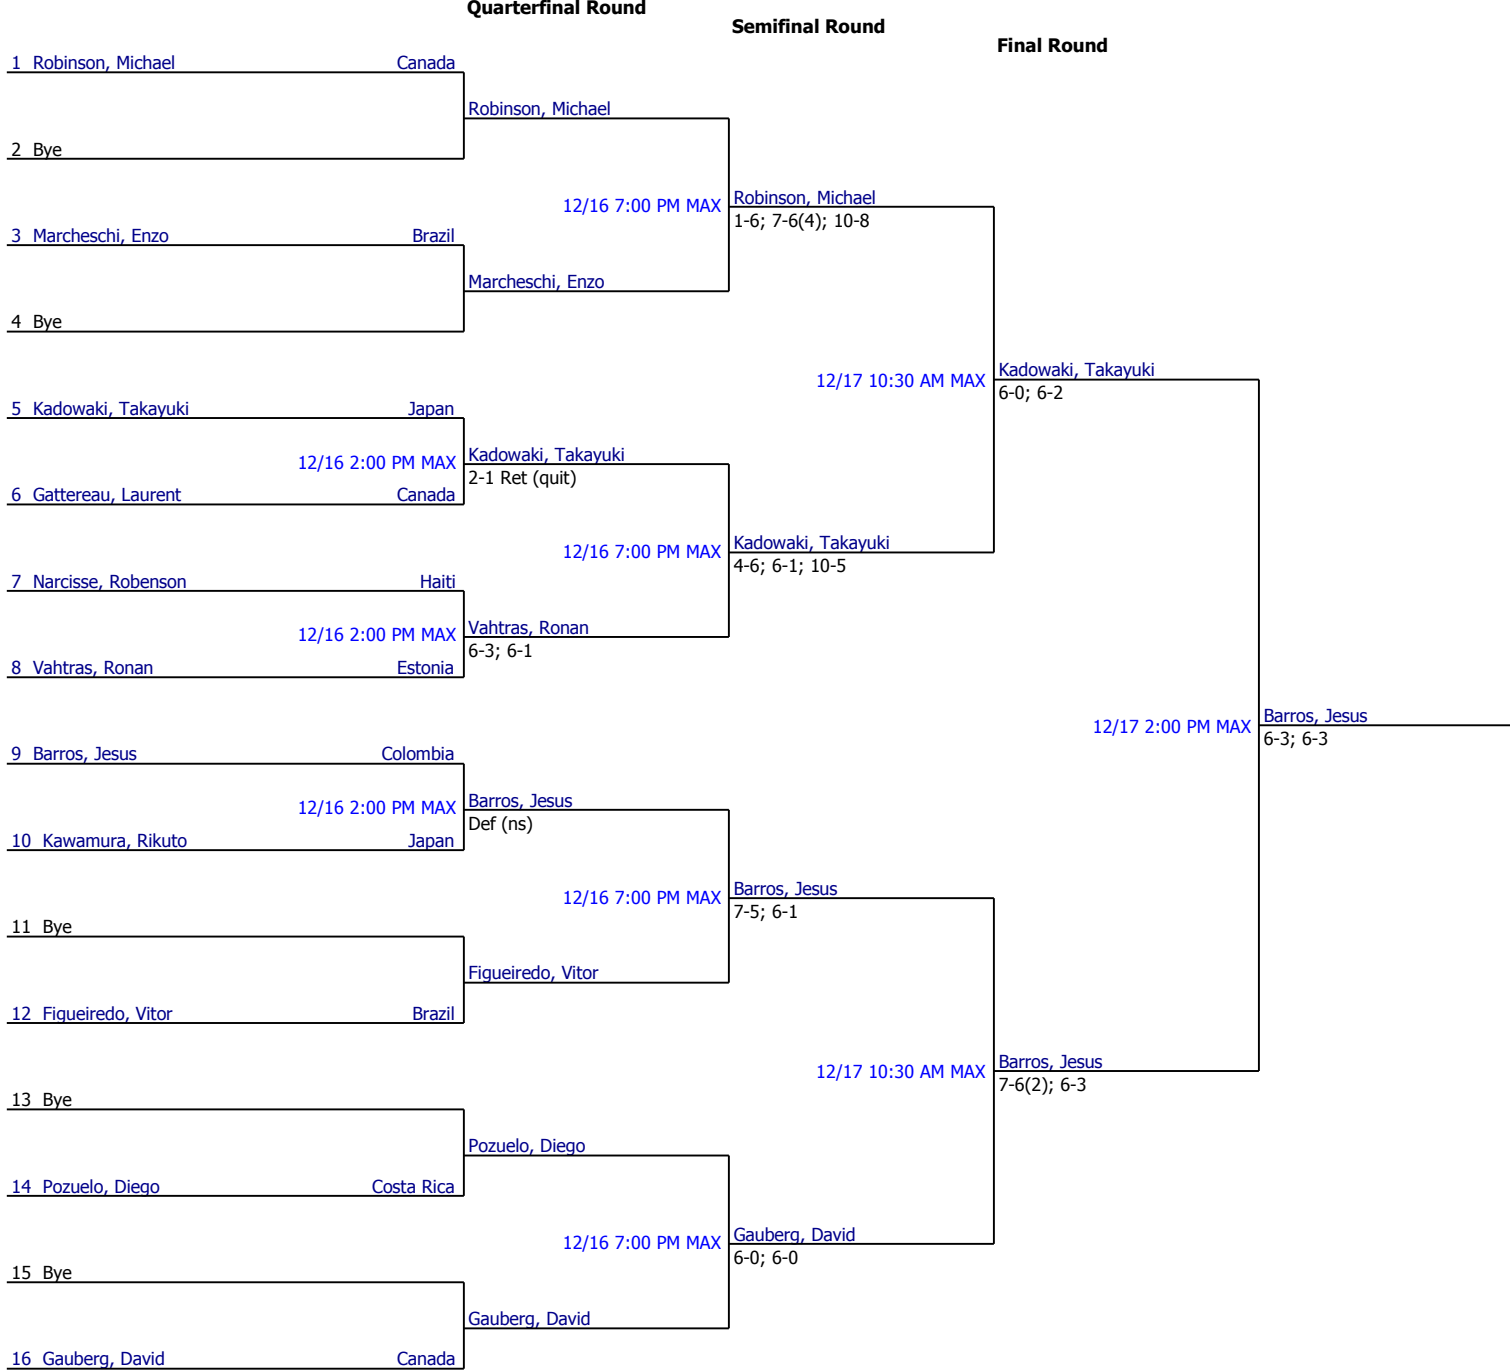 Quarterfinal Round
Semifinal Round
Final Round
1 Robinson, Michael Canada
Robinson, Michael
2 Bye
12/16 7:00 PM MAX Robinson, Michael
1-6; 7-6(4); 10-8
3 Marcheschi, Enzo Brazil
Marcheschi, Enzo
4 Bye
12/17 10:30 AM MAX Kadowaki, Takayuki
6-0; 6-2
5 Kadowaki, Takayuki Japan
12/16 2:00 PM MAX Kadowaki, Takayuki
2-1 Ret (quit)
6 Gattereau, Laurent Canada
12/16 7:00 PM MAX Kadowaki, Takayuki
4-6; 6-1; 10-5
7 Narcisse, Robenson Haiti
12/16 2:00 PM MAX Vahtras, Ronan
6-3; 6-1
8 Vahtras, Ronan Estonia
12/17 2:00 PM MAX Barros, Jesus
6-3; 6-3
9 Barros, Jesus Colombia
12/16 2:00 PM MAX Barros, Jesus
Def (ns)
10 Kawamura, Rikuto Japan
12/16 7:00 PM MAX Barros, Jesus
7-5; 6-1
11 Bye
Figueiredo, Vitor
12 Figueiredo, Vitor Brazil
12/17 10:30 AM MAX Barros, Jesus
7-6(2); 6-3
13 Bye
Pozuelo, Diego
14 Pozuelo, Diego Costa Rica
12/16 7:00 PM MAX Gauberg, David
6-0; 6-0
15 Bye
Gauberg, David
16 Gauberg, David Canada